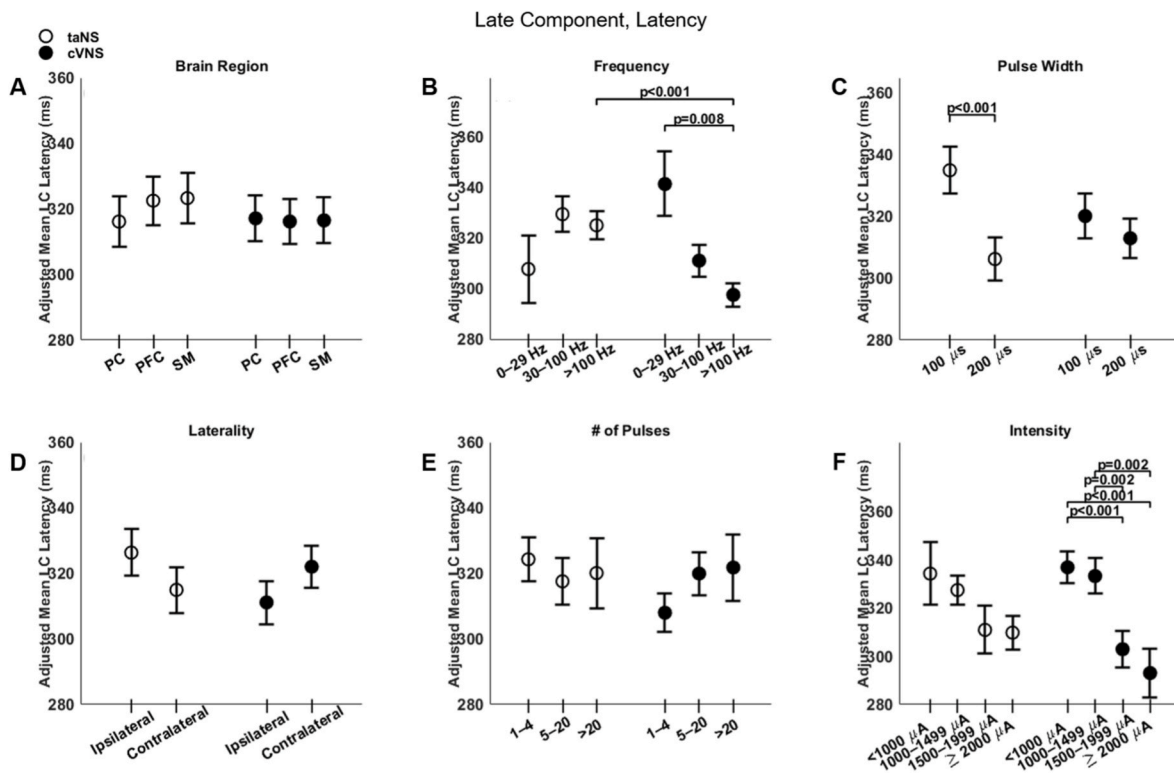 Late Component, Latency
taNS
cVNS
A
Brain Region
Adjusted Mean LC Latency (ms)
360
340
320
300
280
PC
PFC
SM
PC
PFC
SM
B
Frequency
Adjusted Mean LC Latency (ms)
p<0.001
p=0.008
360
340
320
300
280
0–29 Hz
30–100 Hz
>100 Hz
0–29 Hz
30–100 Hz
>100 Hz
C
Pulse Width
Adjusted Mean LC Latency (ms)
p<0.001
360
340
320
300
280
100 μs
200 μs
100 μs
200 μs
D
Laterality
Adjusted Mean LC Latency (ms)
360
340
320
300
280
Ipsilateral
Contralateral
Ipsilateral
Contralateral
E
# of Pulses
Adjusted Mean LC Latency (ms)
360
340
320
300
280
1–4
5–20
>20
1–4
5–20
>20
F
Intensity
Adjusted Mean LC Latency (ms)
p=0.002
p=0.002
p<0.001
p<0.001
360
340
320
300
280
<1000 μA
1000–1499 μA
1500–1999 μA
≥ 2000 μA
<1000 μA
1000–1499 μA
1500–1999 μA
≥ 2000 μA